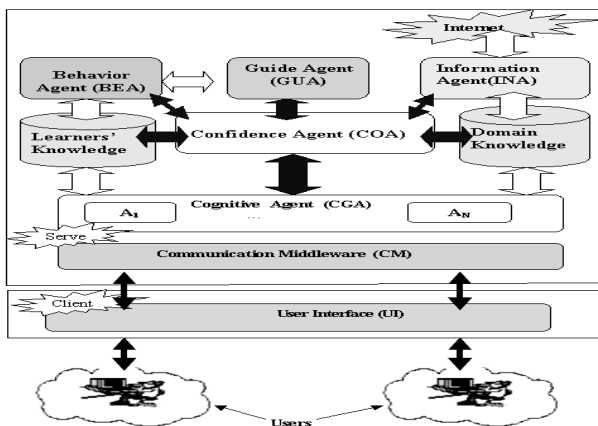 Internet
Behavior
Agent (BEA)
Guide Agent
(GUA)
Information
Agent(INA)
Learners'
Knowledge
Confidence Agent (COA)
Domain
Knowledge
Cognitive Agent (CGA)
A1
...
AN
Serve
Communication Middleware (CM)
Client
User Interface (UI)
Users